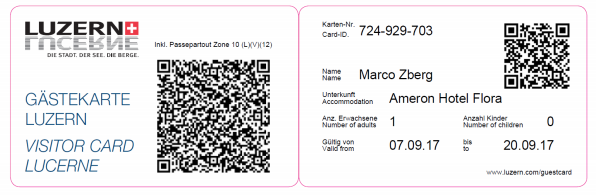 LUZERN
LUCERNE
DIE STADT. DER SEE. DIE BERGE.
Inkl. Passepartout Zone 10 (L)(V)(12)
GÄSTEKARTE
LUZERN
VISITOR CARD
LUCERNE
Karten-Nr.
Card-ID.
724-929-703
Name
Name
Marco Zberg
Unterkunft
Accommodation
Ameron Hotel Flora
Anz. Erwachsene
Number of adults
1
Anzahl Kinder
Number of children
0
Gültig von
Valid from
07.09.17
bis
to
20.09.17
www.luzern.com/guestcard